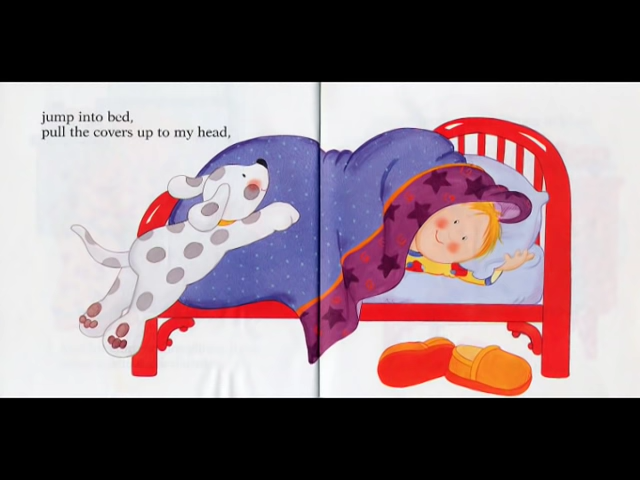 jump into bed,
pull the covers up to my head,